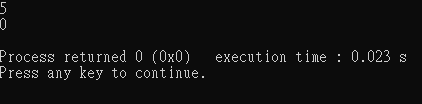 5
0
Process returned 0 (0x0)   execution time : 0.023 s
Press any key to continue.